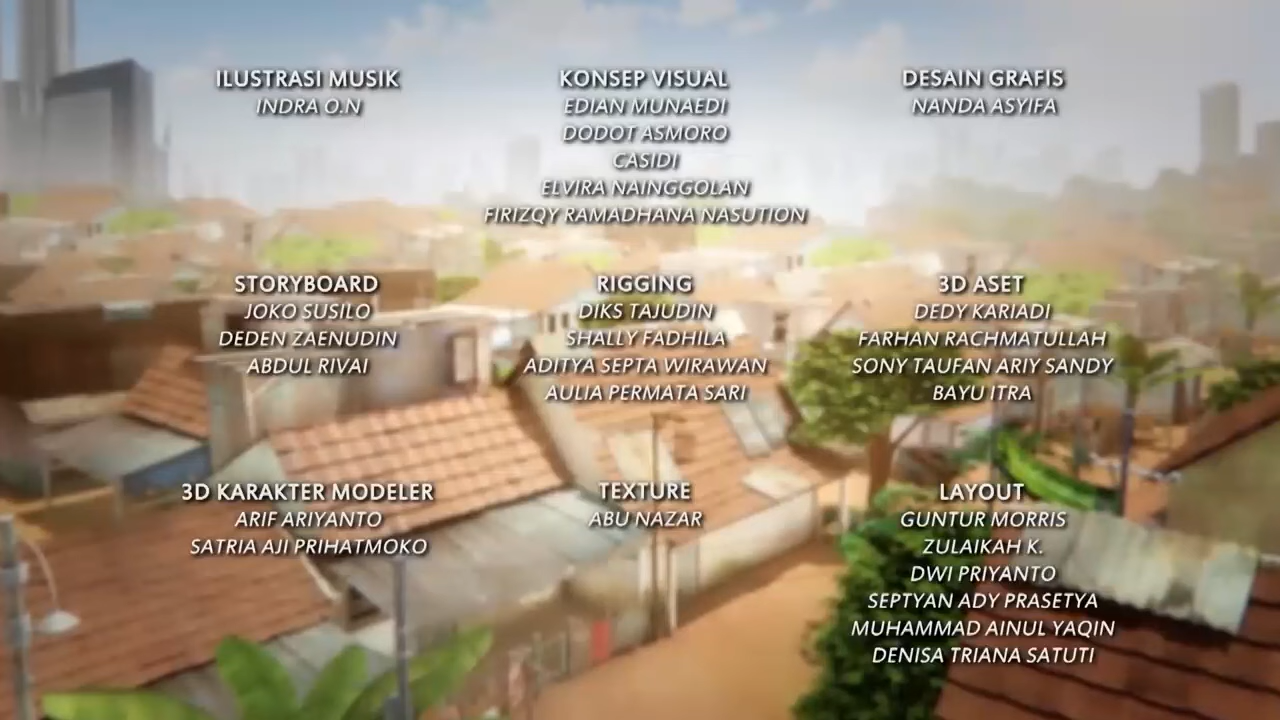 ILUSTRASI MUSIK
INDRA O.N
KONSEP VISUAL
EDIAN MUNAEDI
DODOT ASMORO
CASIDI
ELVIRA NAINGGOLAN
FIRIZQY RAMADHANA NASUTION
DESAIN GRAFIS
NANDA ASYIFA
STORYBOARD
JOKO SUSILO
DEDEN ZAENUDIN
ABDUL RIVAI
RIGGING
DIKS TAJUDIN
SHALLY FADHILA
ADITYA SEPTA WIRAWAN
AULIA PERMATA SARI
3D ASET
DEDY KARIADI
FARHAN RACHMATULLAH
SONY TAUFAN ARIY SANDY
BAYU ITRA
3D KARAKTER MODELER
ARIF ARIYANTO
SATRIA AJI PRIHATMOKO
TEXTURE
ABU NAZAR
LAYOUT
GUNTUR MORRIS
ZULAIKAH K.
DWI PRIYANTO
SEPTYAN ADY PRASETYA
MUHAMMAD AINUL YAQIN
DENISA TRIANA SATUTI